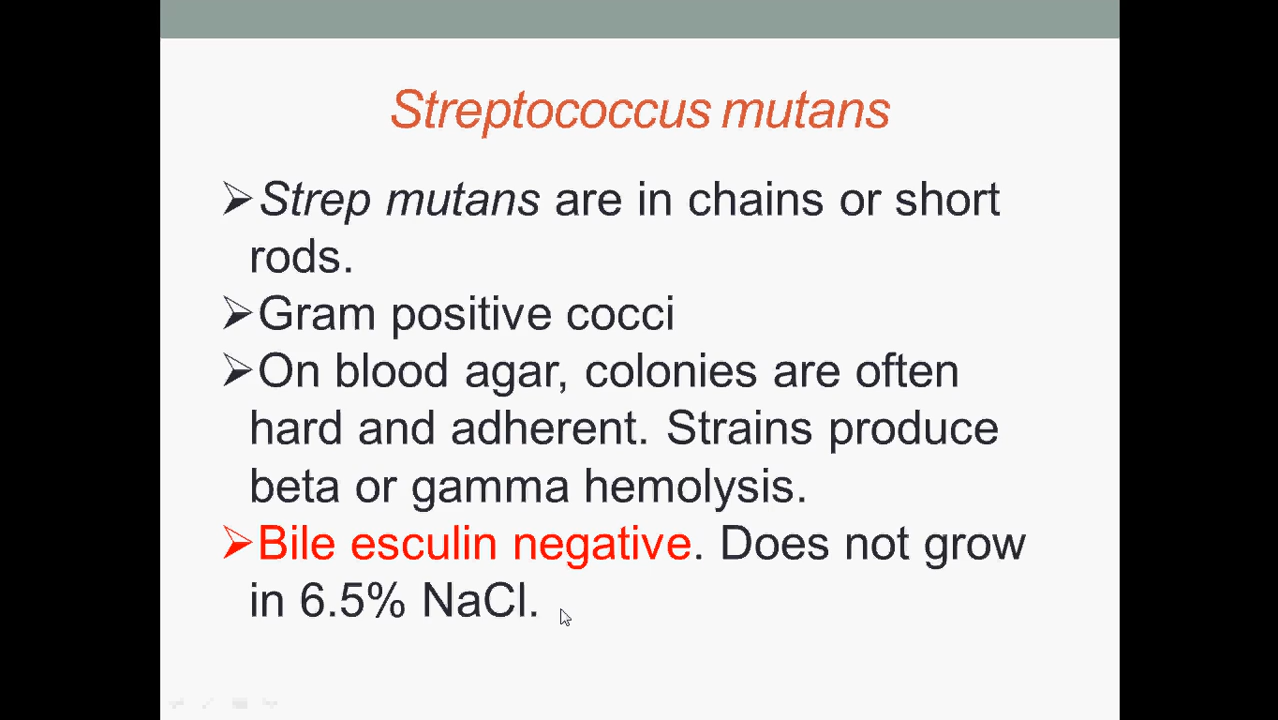 Streptococcus mutans
➢Strep mutans are in chains or short
rods.
➢Gram positive cocci
➢On blood agar, colonies are often
hard and adherent. Strains produce
beta or gamma hemolysis.
➢Bile esculin negative. Does not grow
in 6.5% NaCl.